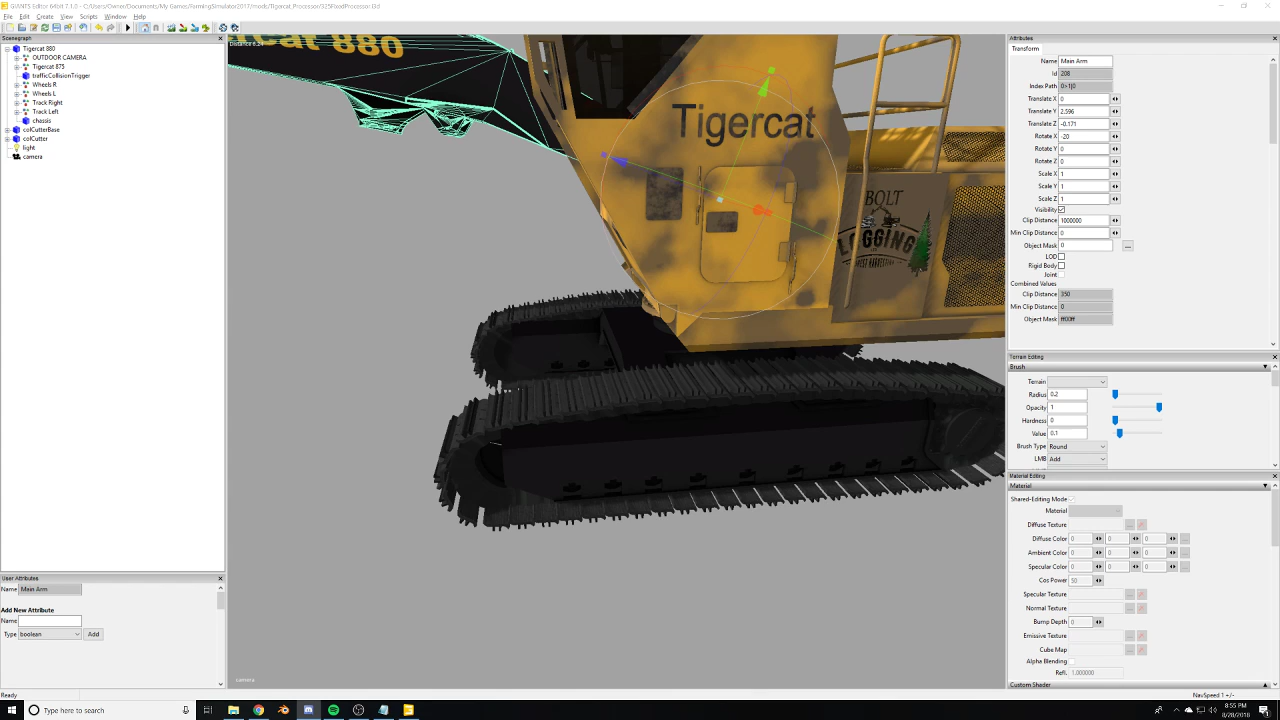 GIANTS Editor 64bit 7.1.0 - C:/Users/Owner/Documents/My Games/FarmingSimulator2017/mods/Tigercat_Processor/925FixedProcessor.i3d
File Edit Create View Scripts Window Help
Scenegraph
Tigercat 880
OUTDOOR CAMERA
Tigercat 875
trafficCollisionTrigger
Wheels R
Wheels L
Track Right
Track Left
chassis
colCutterBase
colCutter
light
camera
User Attributes
Name Main Arm
Add New Attribute
Name
Type boolean Add
Ready
Distance 6.24
cat 880
Tigercat
BOLT
LOGGING
camera
Attributes
Transform
Name Main Arm
Id 208
Index Path 0>1|0
Translate X 0
Translate Y 2.596
Translate Z -0.171
Rotate X -20
Rotate Y 0
Rotate Z 0
Scale X 1
Scale Y 1
Scale Z 1
Visibility
Clip Distance 1000000
Min Clip Distance 0
Object Mask 0 ...
LOD
Rigid Body
Joint
Combined Values
Clip Distance 350
Min Clip Distance 0
Object Mask ff00ff
Terrain Editing
Brush
Terrain
Radius 0.2
Opacity 1
Hardness 0
Value 0.1
Brush Type Round
LMB Add
Material Editing
Material
Shared-Editing Mode
Material
Diffuse Texture ...
Diffuse Color 0 0 0 ...
Ambient Color 0 0 0 ...
Specular Color 0 0 0 ...
Cos Power 50
Specular Texture ...
Normal Texture ...
Bump Depth 0
Emissive Texture ...
Cube Map ...
Alpha Blending
Refl. 1.000000
Custom Shader
NavSpeed 1 +/-
Type here to search
8:55 PM
8/28/2018